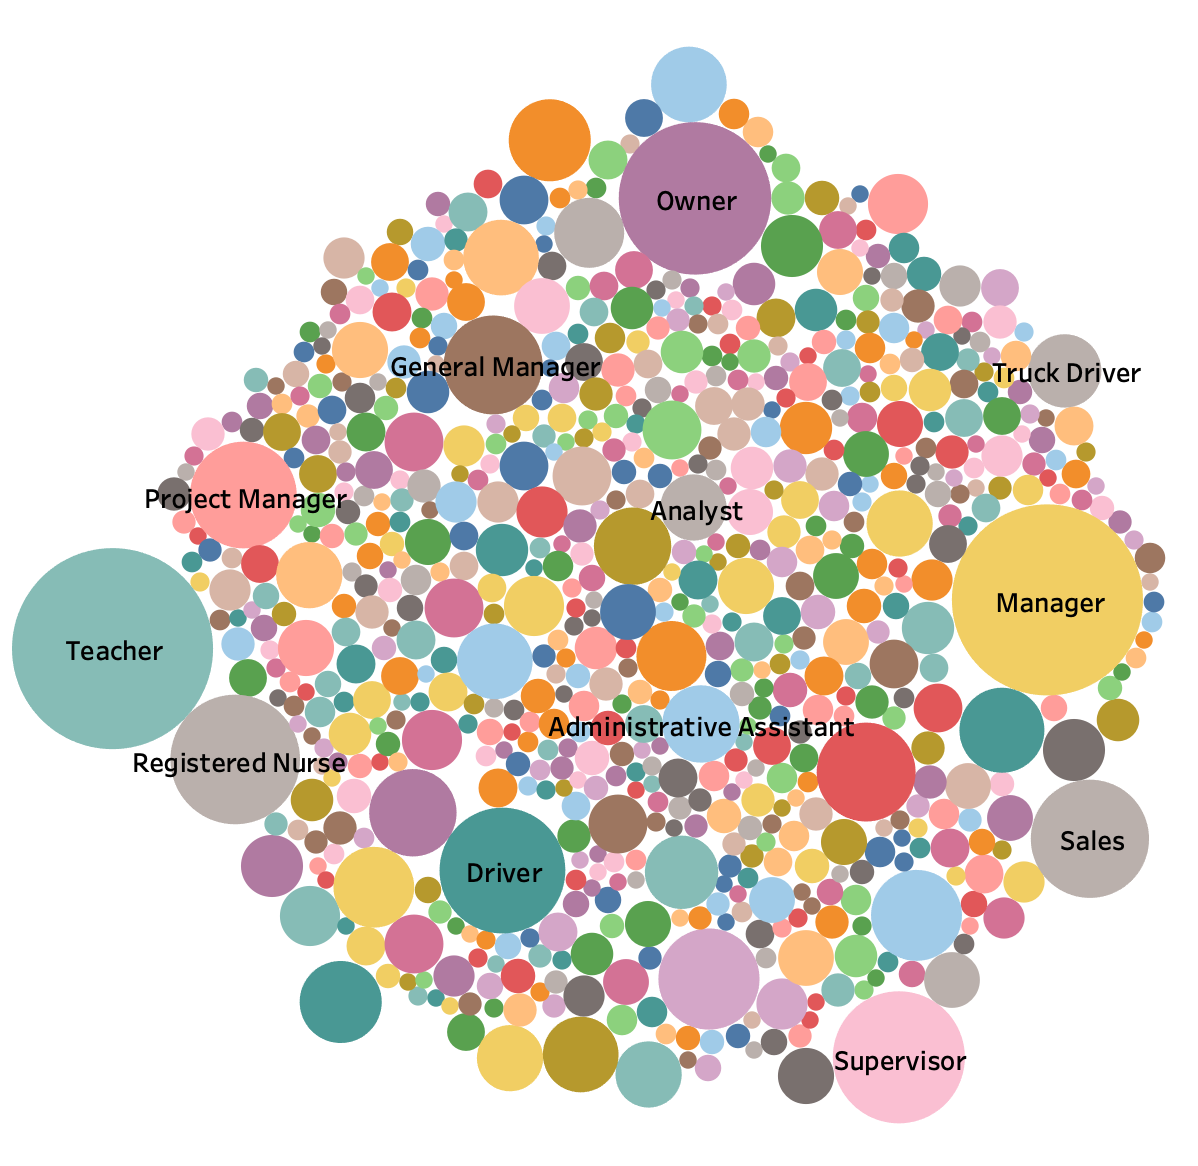 Owner
General Manager
Truck Driver
Project Manager
Analyst
Manager
Teacher
Administrative Assistant
Registered Nurse
Sales
Driver
Supervisor